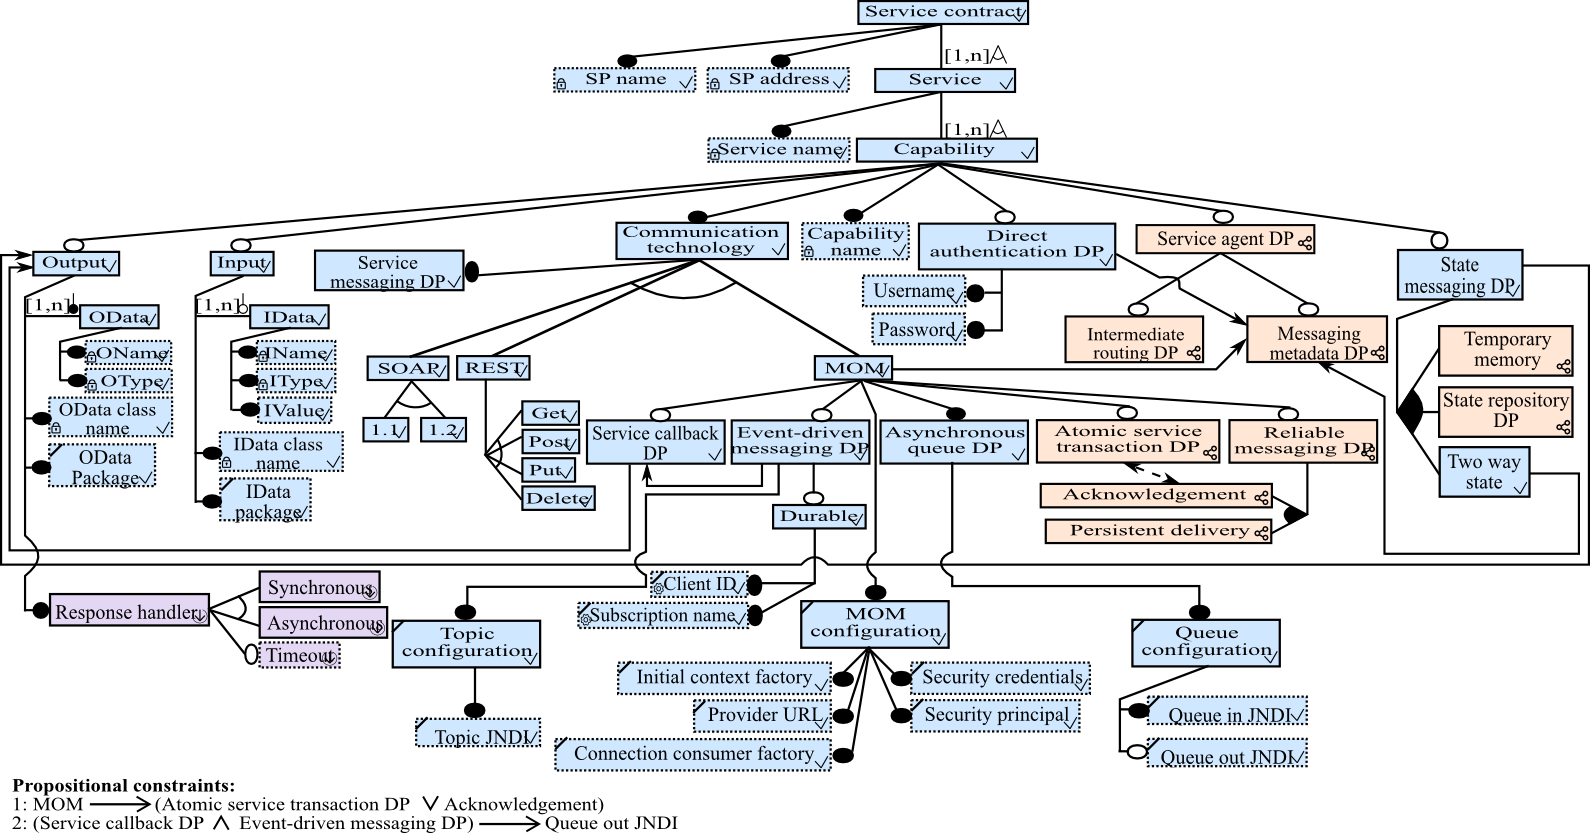 Service contract
[1,n]
SP name
SP address
Service
[1,n]
Service name
Capability
Communication
technology
Capability
name
Direct
authentication DP
Service agent DP
Output
Input
Service
messaging DP
State
messaging DP
Username
Password
[1,n]
OData
[1,n]
IData
Intermediate
routing DP
Messaging
metadata DP
Temporary
memory
OName
OType
IName
IType
IValue
SOAP
REST
MOM
State repository
DP
OData class
name
1.1
1.2
Get
Post
Put
Delete
Service callback
DP
Event-driven
messaging DP
Asynchronous
queue DP
Atomic service
transaction DP
Reliable
messaging DP
OData
Package
IData class
name
Two way
state
IData
package
Acknowledgement
Durable
Persistent delivery
Synchronous
Response handler
Asynchronous
Timeout
Client ID
Subscription name
MOM
configuration
Topic
configuration
Queue
configuration
Initial context factory
Security credentials
Provider URL
Security principal
Topic JNDI
Connection consumer factory
Queue in JNDI
Queue out JNDI
Propositional constraints:
1: MOM ⟶ (Atomic service transaction DP ∨ Acknowledgement)
2: (Service callback DP ∧ Event-driven messaging DP) ⟶ Queue out JNDI